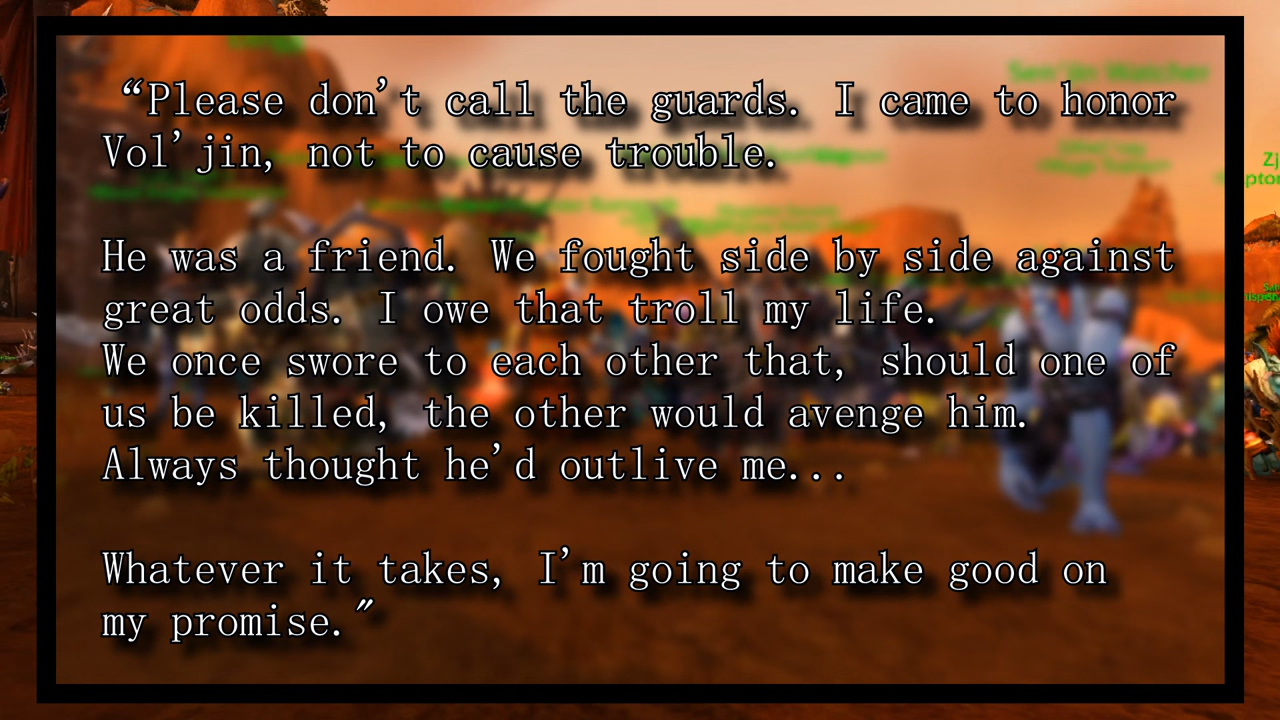 “Please don't call the guards. I came to honor
Vol'jin, not to cause trouble.
He was a friend. We fought side by side against
great odds. I owe that troll my life.
We once swore to each other that, should one of
us be killed, the other would avenge him.
Always thought he'd outlive me...
Whatever it takes, I'm going to make good on
my promise."